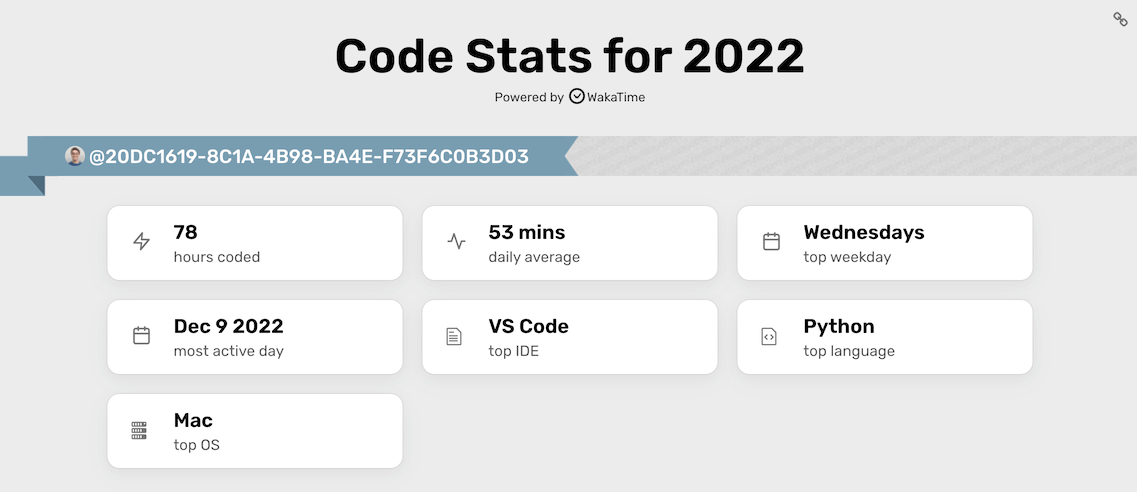 Code Stats for 2022
Powered by WakaTime
@20DC1619-8C1A-4B98-BA4E-F73F6C0B3D03
78
hours coded
53 mins
daily average
Wednesdays
top weekday
Dec 9 2022
most active day
VS Code
top IDE
Python
top language
Mac
top OS